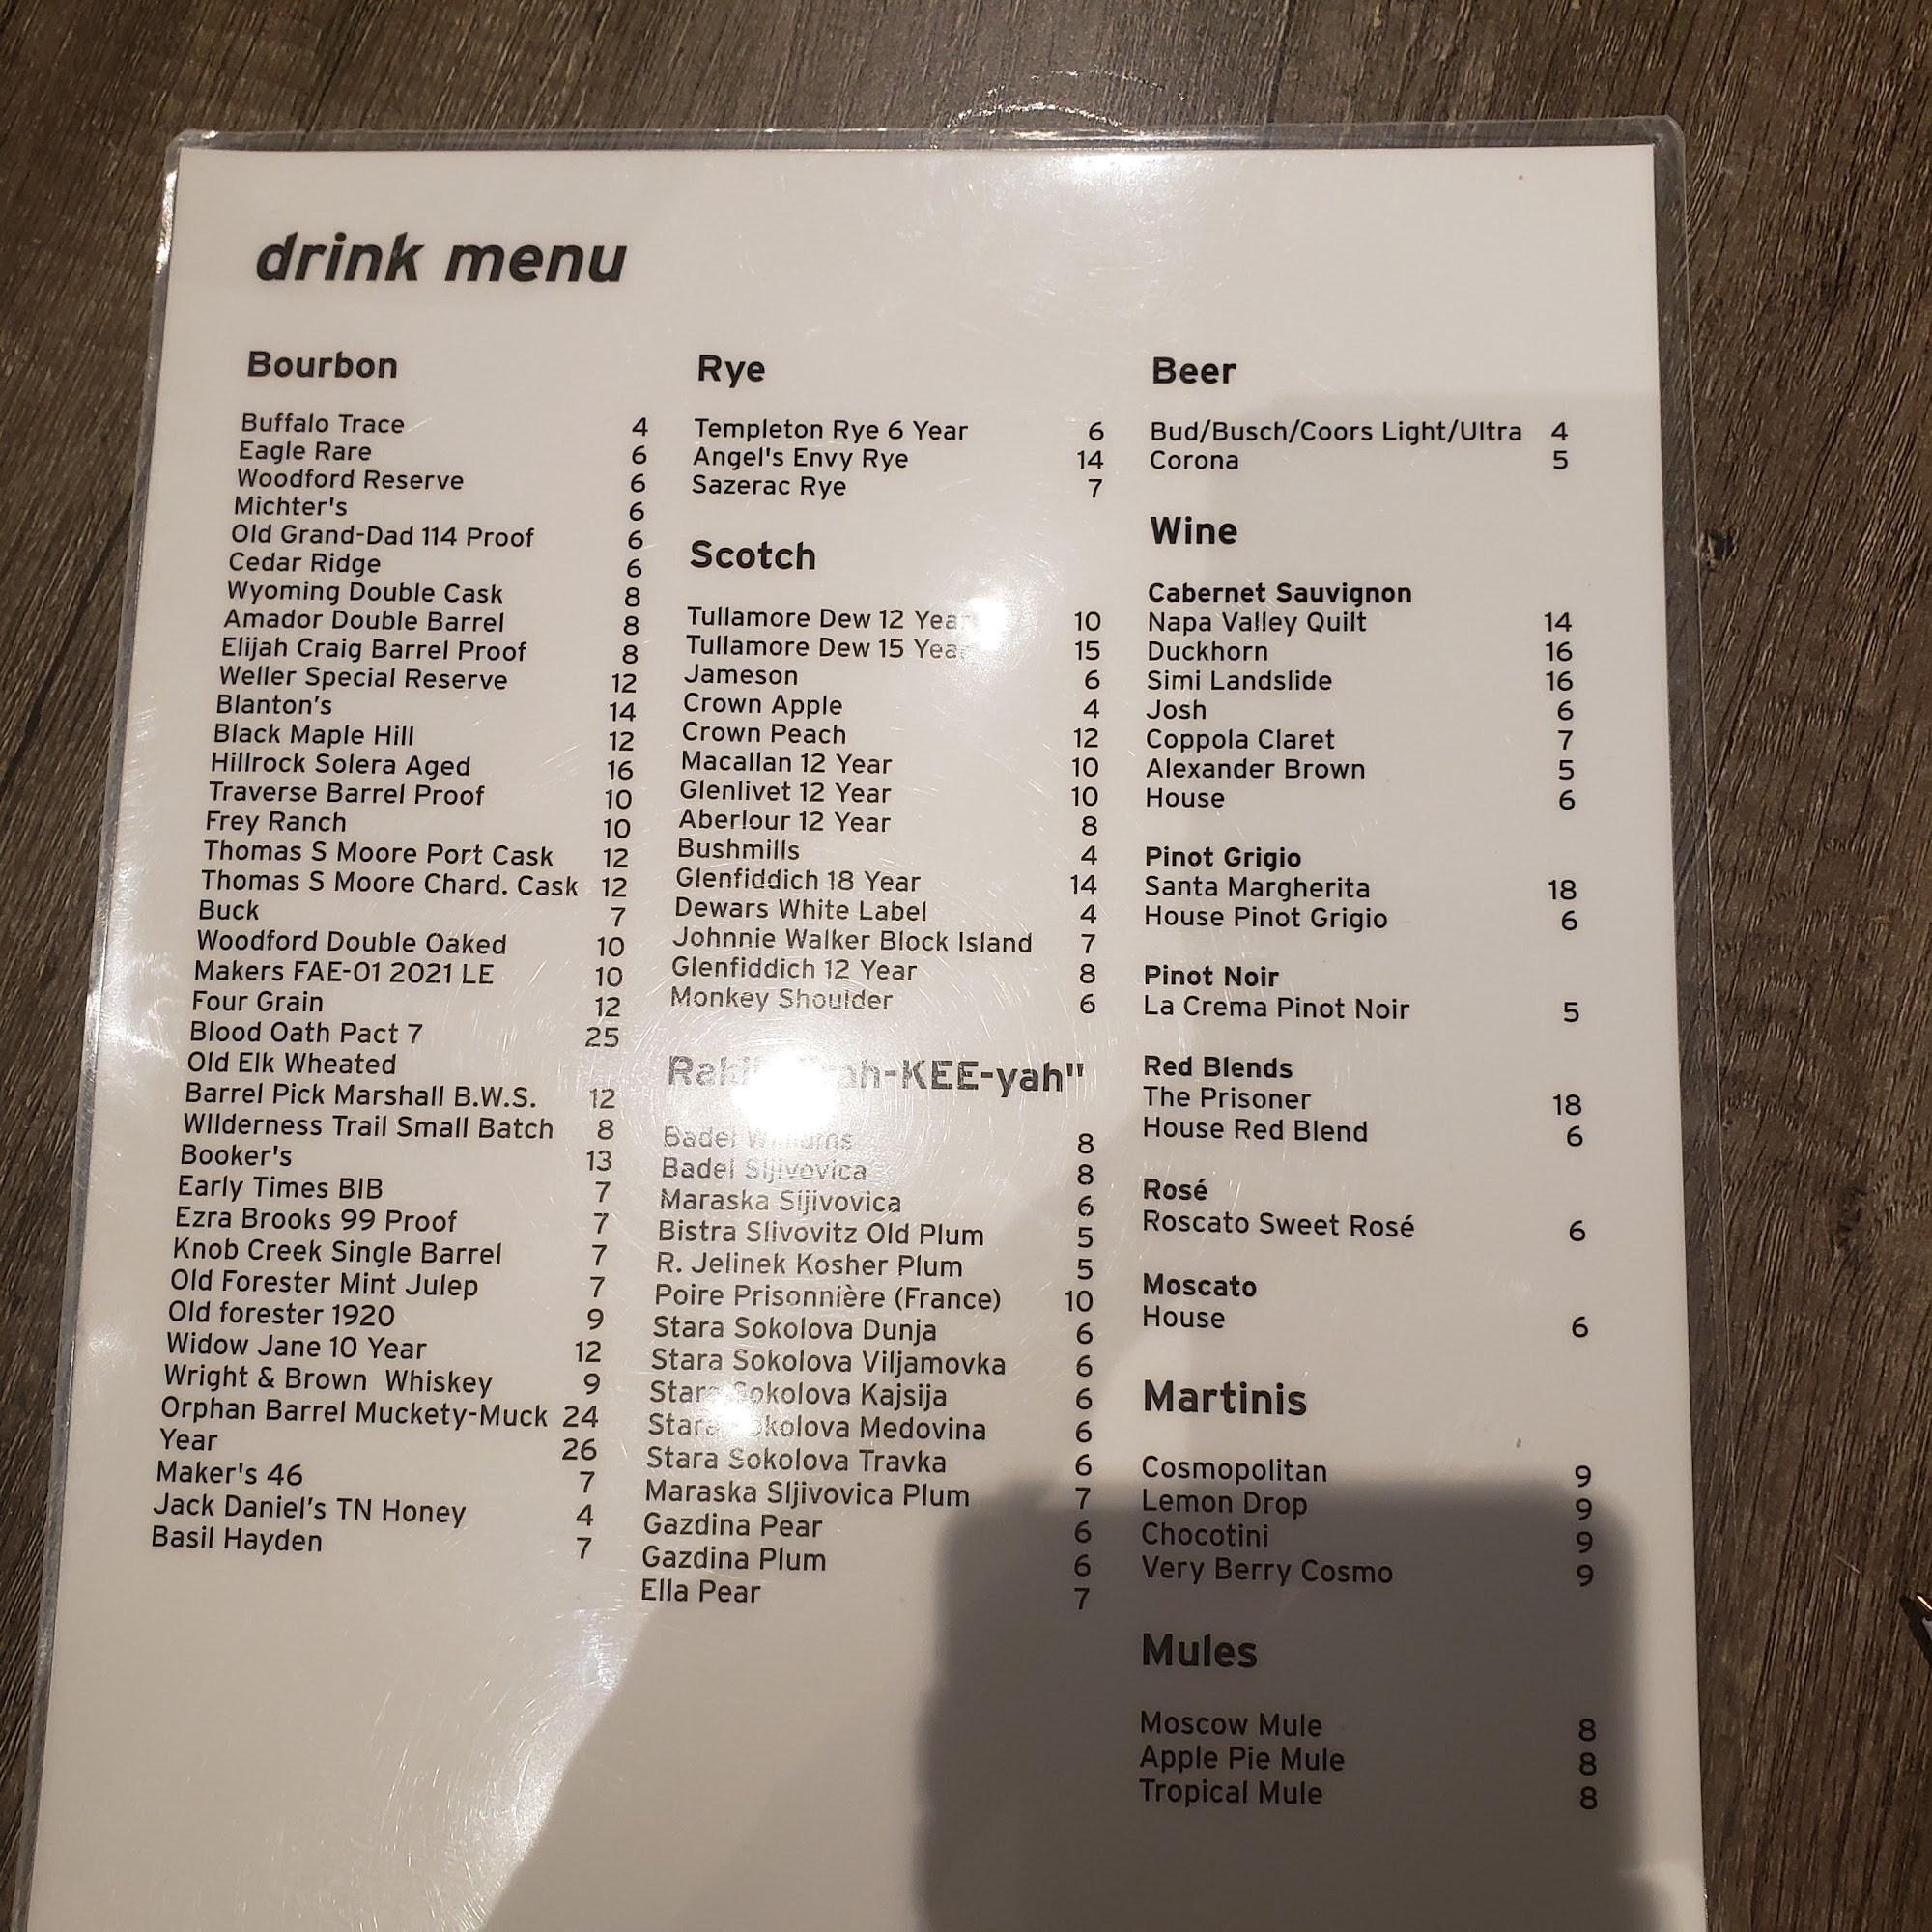 drink menu
Bourbon
Buffalo Trace 4
Eagle Rare 6
Woodford Reserve 6
Michter's 6
Old Grand-Dad 114 Proof 6
Cedar Ridge 6
Wyoming Double Cask 8
Amador Double Barrel 8
Elijah Craig Barrel Proof 8
Weller Special Reserve 12
Blanton’s 14
Black Maple Hill 12
Hillrock Solera Aged 16
Traverse Barrel Proof 10
Frey Ranch 10
Thomas S Moore Port Cask 12
Thomas S Moore Chard. Cask 12
Buck 7
Woodford Double Oaked 10
Makers FAE-01 2021 LE 10
Four Grain 12
Blood Oath Pact 7 25
Old Elk Wheated
Barrel Pick Marshall B.W.S. 12
WIlderness Trail Small Batch 8
Booker's 13
Early Times BIB 7
Ezra Brooks 99 Proof 7
Knob Creek Single Barrel 7
Old Forester Mint Julep 7
Old forester 1920 9
Widow Jane 10 Year 12
Wright & Brown Whiskey 9
Orphan Barrel Muckety-Muck 24
Year 26
Maker's 46 7
Jack Daniel’s TN Honey 4
Basil Hayden 7
Rye
Templeton Rye 6 Year 6
Angel's Envy Rye 14
Sazerac Rye 7
Scotch
Tullamore Dew 12 Year 10
Tullamore Dew 15 Year 15
Jameson 6
Crown Apple 4
Crown Peach 12
Macallan 12 Year 10
Glenlivet 12 Year 10
Aberlour 12 Year 8
Bushmills 4
Glenfiddich 18 Year 14
Dewars White Label 4
Johnnie Walker Block Island 7
Glenfiddich 12 Year 8
Monkey Shoulder 6
-KEE-yah"
Badel Williams 8
Badel Sljivovica 8
Maraska Sljivovica 6
Bistra Slivovitz Old Plum 5
R. Jelinek Kosher Plum 5
Poire Prisonnière (France) 10
Stara Sokolova Dunja 6
Stara Sokolova Viljamovka 6
Stara Sokolova Kajsija 6
Stara Sokolova Medovina 6
Stara Sokolova Travka 6
Maraska Sljivovica Plum 7
Gazdina Pear 6
Gazdina Plum 6
Ella Pear 7
Beer
Bud/Busch/Coors Light/Ultra 4
Corona 5
Wine
Cabernet Sauvignon
Napa Valley Quilt 14
Duckhorn 16
Simi Landslide 16
Josh 6
Coppola Claret 7
Alexander Brown 5
House 6
Pinot Grigio
Santa Margherita 18
House Pinot Grigio 6
Pinot Noir
La Crema Pinot Noir 5
Red Blends
The Prisoner 18
House Red Blend 6
Rosé
Roscato Sweet Rosé 6
Moscato
House 6
Martinis
Cosmopolitan 9
Lemon Drop 9
Chocotini 9
Very Berry Cosmo 9
Mules
Moscow Mule 8
Apple Pie Mule 8
Tropical Mule 8